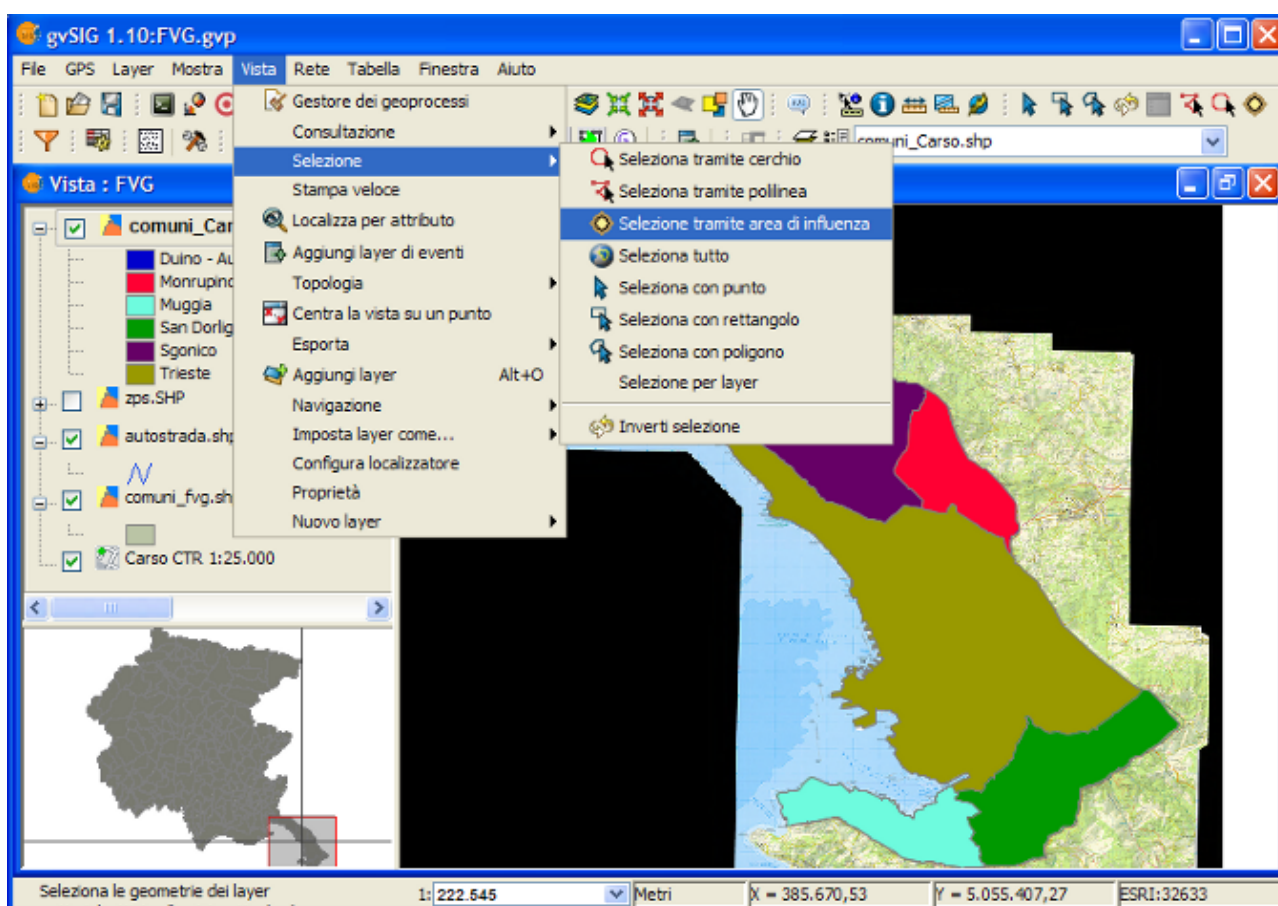 gvSIG 1.10:FVG.gvp
File GPS Layer Mostra Vista Rete Tabella Finestra Aiuto
comuni_Carso.shp
Vista : FVG
comuni_Car
Duino - Au
Monrupino
Muggia
San Dorlig
Sgonico
Trieste
zps.SHP
autostrada.shp
comuni_fvg.sh
Carso CTR 1:25.000
Gestore dei geoprocessi
Consultazione
Selezione
Stampa veloce
Localizza per attributo
Aggiungi layer di eventi
Topologia
Centra la vista su un punto
Esporta
Aggiungi layer Alt+O
Navigazione
Imposta layer come...
Configura localizzatore
Proprietà
Nuovo layer
Seleziona tramite cerchio
Seleziona tramite polilinea
Selezione tramite area di influenza
Seleziona tutto
Seleziona con punto
Seleziona con rettangolo
Seleziona con poligono
Selezione per layer
Inverti selezione
Seleziona le geometrie dei layer 1: 222.545 Metri X = 385.670,53 Y = 5.055.407,27 ESRI:32633